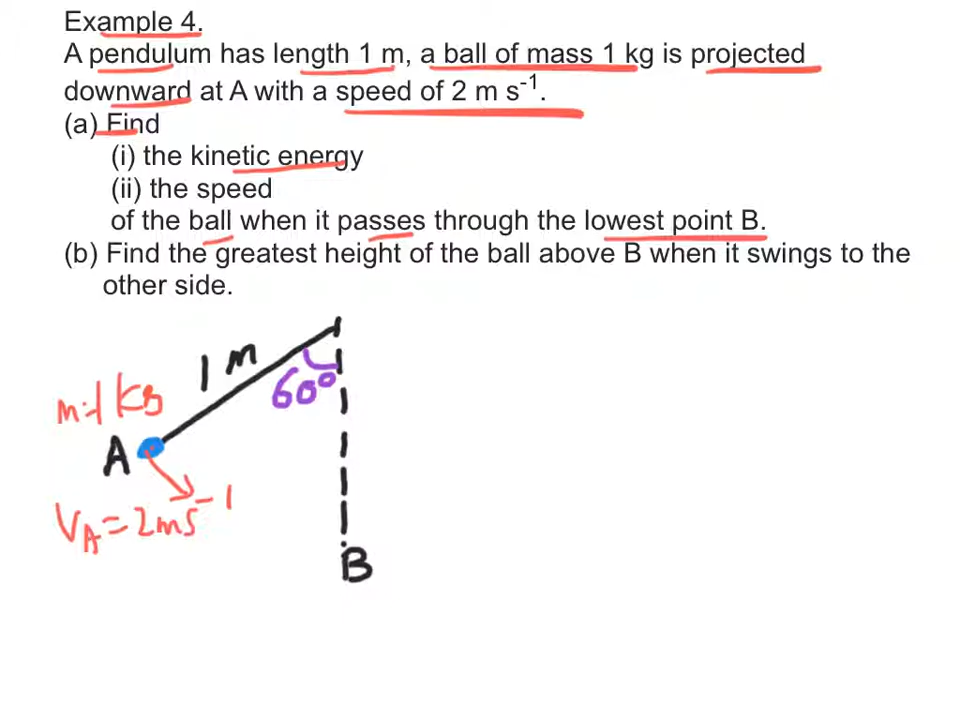 Example 4.
A pendulum has length 1 m, a ball of mass 1 kg is projected
downward at A with a speed of 2 m s⁻¹.
(a) Find
(i) the kinetic energy
(ii) the speed
of the ball when it passes through the lowest point B.
(b) Find the greatest height of the ball above B when it swings to the
other side.
1 m
60°
m=1 kg
A
V_A = 2ms⁻¹
B